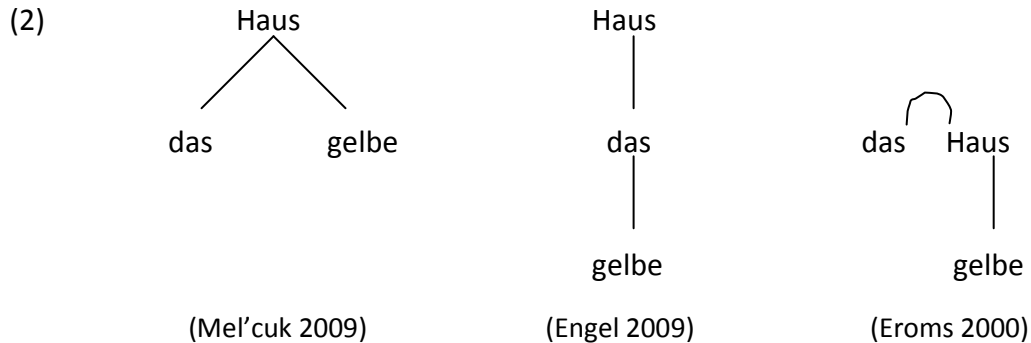 (2) Haus Haus
das gelbe das das Haus
gelbe gelbe
(Mel'cuk 2009) (Engel 2009) (Eroms 2000)